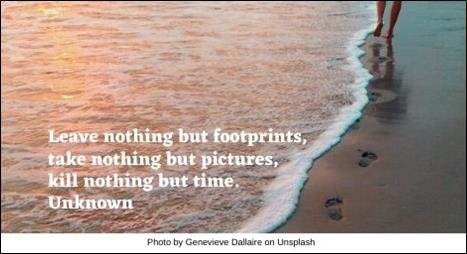 Leave nothing but footprints,
take nothing but pictures,
kill nothing but time.
Unknown
Photo by Genevieve Dallaire on Unsplash